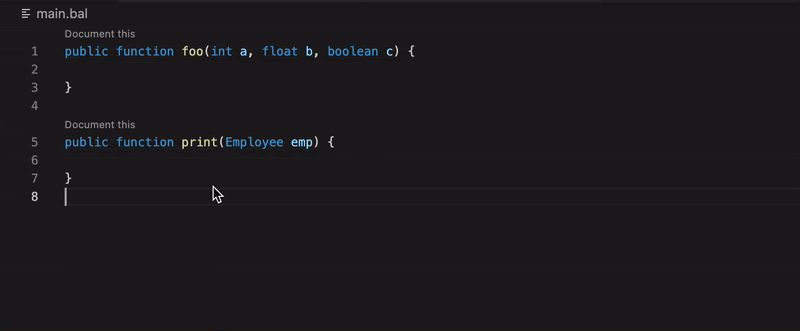 main.bal
Document this
1 public function foo(int a, float b, boolean c) {
2
3 }
4
Document this
5 public function print(Employee emp) {
6
7 }
8